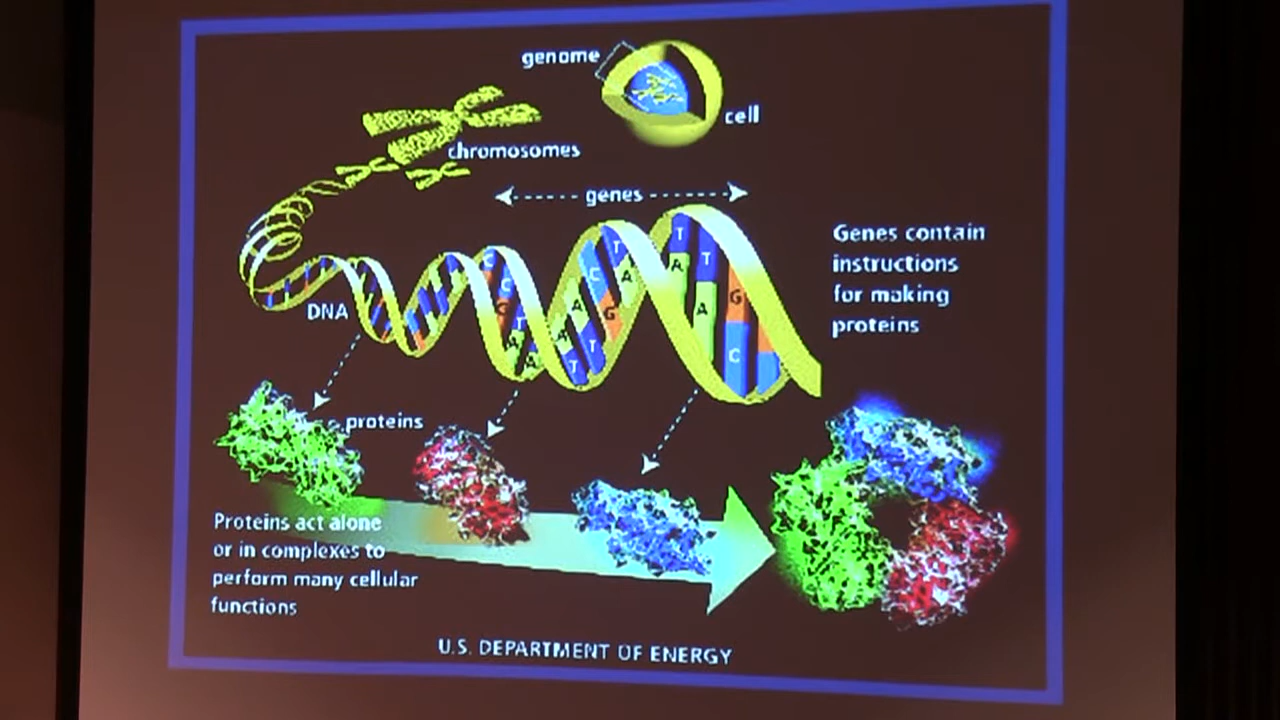 genome
cell
chromosomes
genes
Genes contain
instructions
for making
proteins
DNA
C
C
G
T
A
A
A
A
T
T
C
G
T
A
T
A
T
A
G
C
proteins
Proteins act alone
or in complexes to
perform many cellular
functions
U.S. DEPARTMENT OF ENERGY